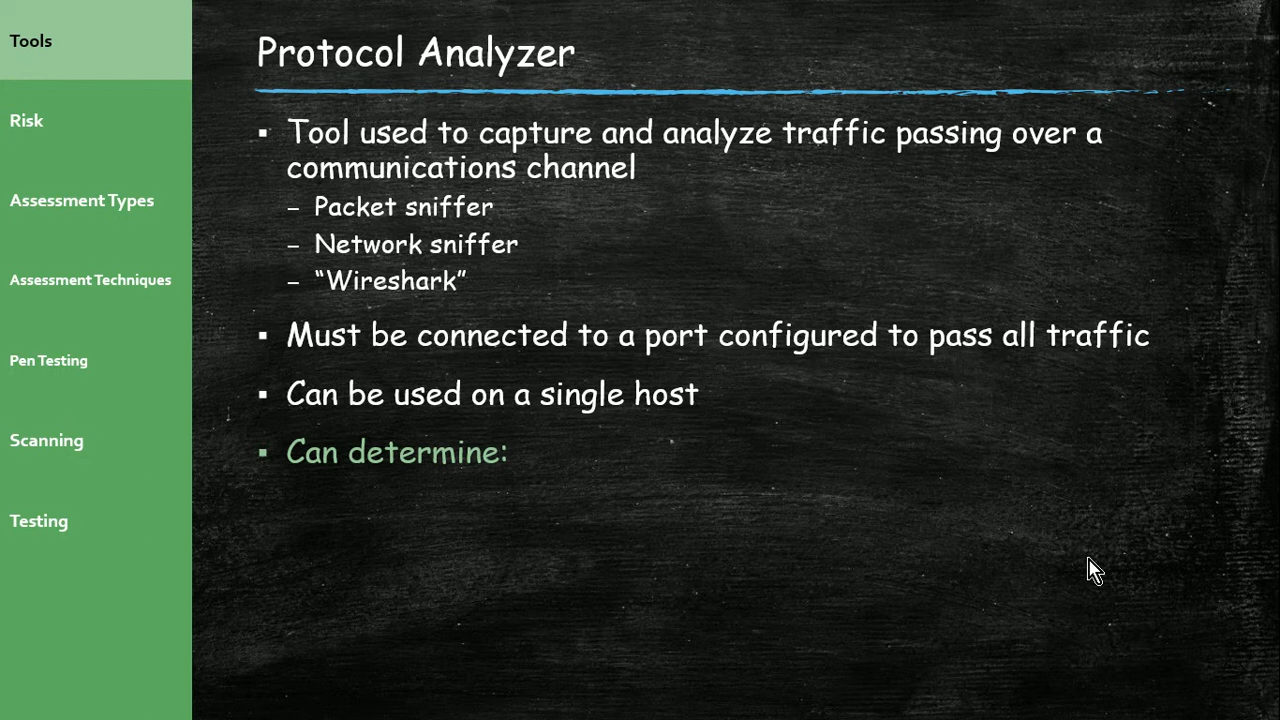 Tools
Risk
Assessment Types
Assessment Techniques
Pen Testing
Scanning
Testing
Protocol Analyzer
▪ Tool used to capture and analyze traffic passing over a
communications channel
– Packet sniffer
– Network sniffer
– “Wireshark”
▪ Must be connected to a port configured to pass all traffic
▪ Can be used on a single host
▪ Can determine: